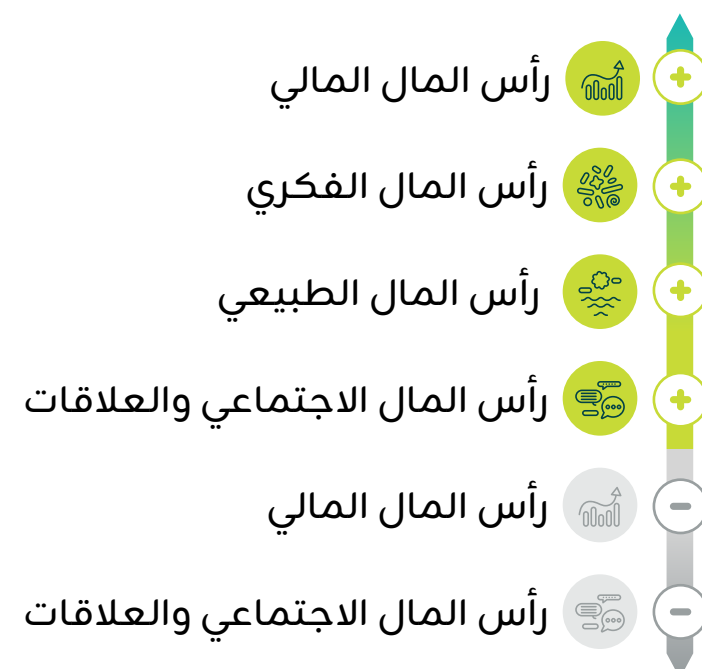 رأس المال المالي
رأس المال الفكري
رأس المال الطبيعي
رأس المال الاجتماعي والعلاقات
رأس المال المالي
رأس المال الاجتماعي والعلاقات